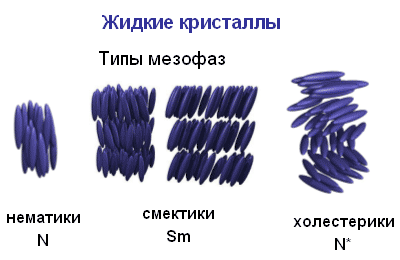 Жидкие кристаллы
Типы мезофаз
нематики
N
смектики
Sm
холестерики
N*